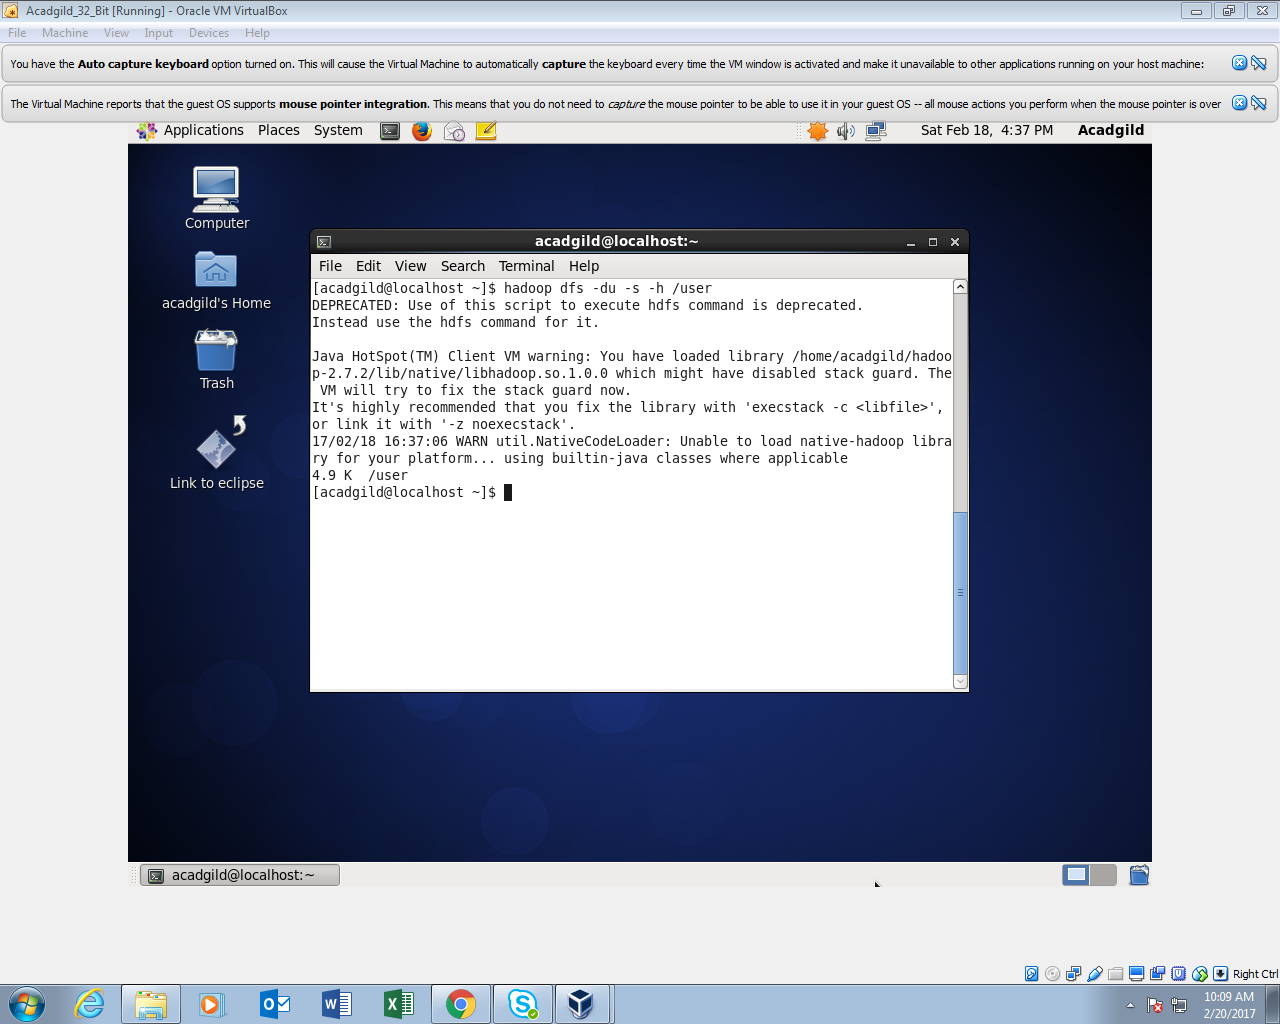 Acadgild_32_Bit [Running] - Oracle VM VirtualBox
File Machine View Input Devices Help
You have the Auto capture keyboard option turned on. This will cause the Virtual Machine to automatically capture the keyboard every time the VM window is activated and make it unavailable to other applications running on your host machine:
The Virtual Machine reports that the guest OS supports mouse pointer integration. This means that you do not need to capture the mouse pointer to be able to use it in your guest OS -- all mouse actions you perform when the mouse pointer is over
Applications Places System Sat Feb 18, 4:37 PM Acadgild
Computer
acadgild's Home
Trash
Link to eclipse
acadgild@localhost:~
File Edit View Search Terminal Help
[acadgild@localhost ~]$ hadoop dfs -du -s -h /user
DEPRECATED: Use of this script to execute hdfs command is deprecated.
Instead use the hdfs command for it.
Java HotSpot(TM) Client VM warning: You have loaded library /home/acadgild/hadoo
p-2.7.2/lib/native/libhadoop.so.1.0.0 which might have disabled stack guard. The
 VM will try to fix the stack guard now.
It's highly recommended that you fix the library with 'execstack -c <libfile>',
or link it with '-z noexecstack'.
17/02/18 16:37:06 WARN util.NativeCodeLoader: Unable to load native-hadoop libra
ry for your platform... using builtin-java classes where applicable
4.9 K  /user
[acadgild@localhost ~]$
acadgild@localhost:~
Right Ctrl
10:09 AM
2/20/2017